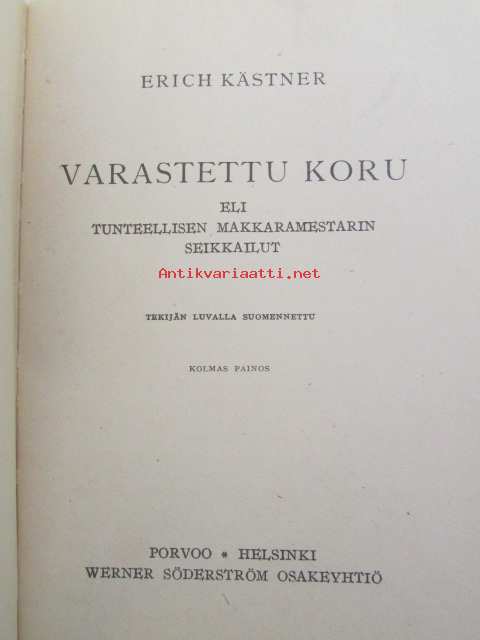 ERICH KÄSTNER
VARASTETTU KORU
ELI
TUNTEELLISEN MAKKARAMESTARIN
SEIKKAILUT
Antikvariaatti.net
TEKIJÄN LUVALLA SUOMENNETTU
KOLMAS PAINOS
PORVOO * HELSINKI
WERNER SÖDERSTRÖM OSAKEYHTIÖ